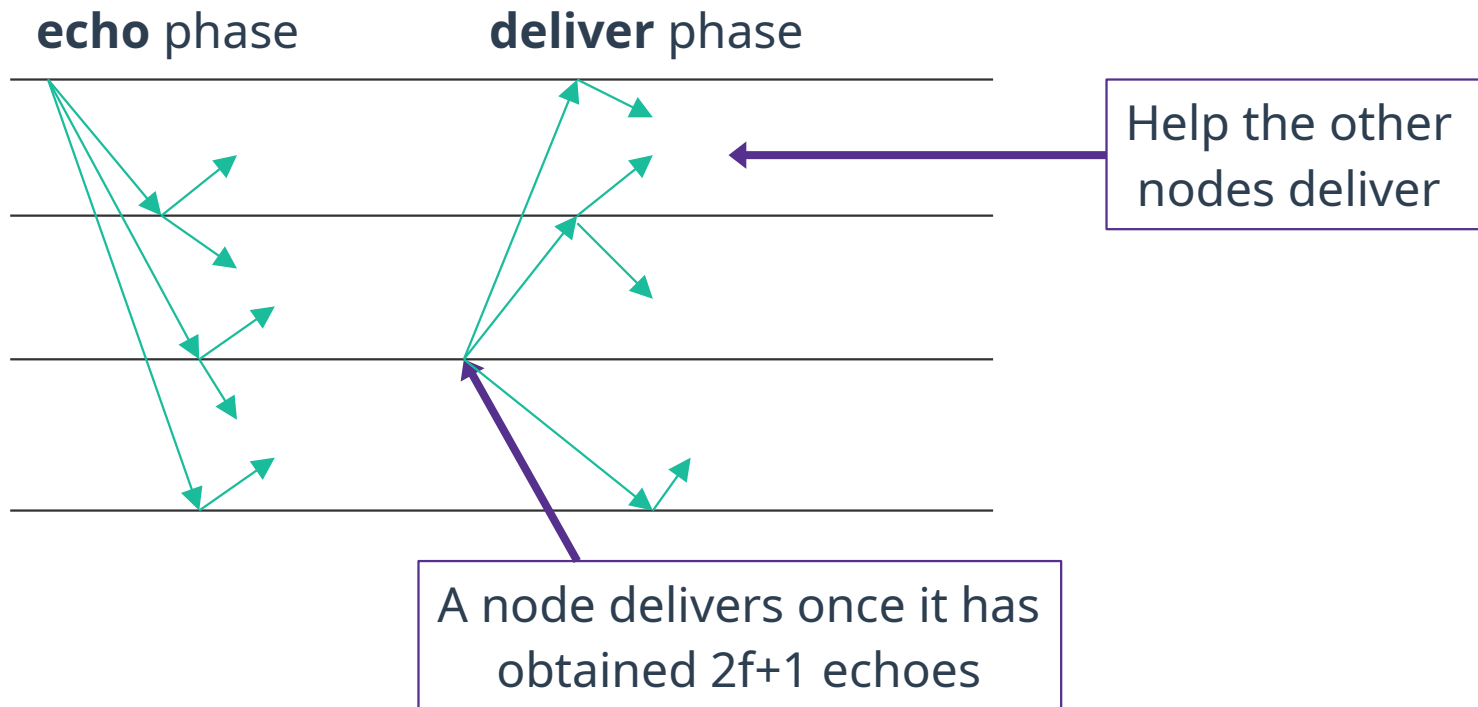 echo phase
deliver phase
Help the other
nodes deliver
A node delivers once it has
obtained 2f+1 echoes